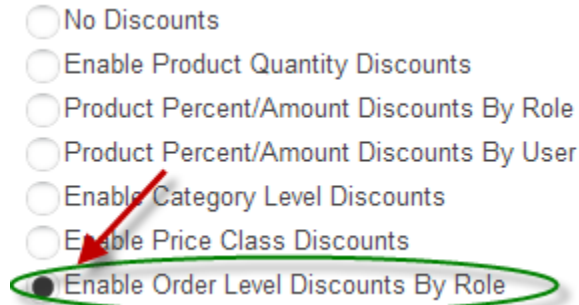 No Discounts
Enable Product Quantity Discounts
Product Percent/Amount Discounts By Role
Product Percent/Amount Discounts By User
Enable Category Level Discounts
Enable Price Class Discounts
Enable Order Level Discounts By Role